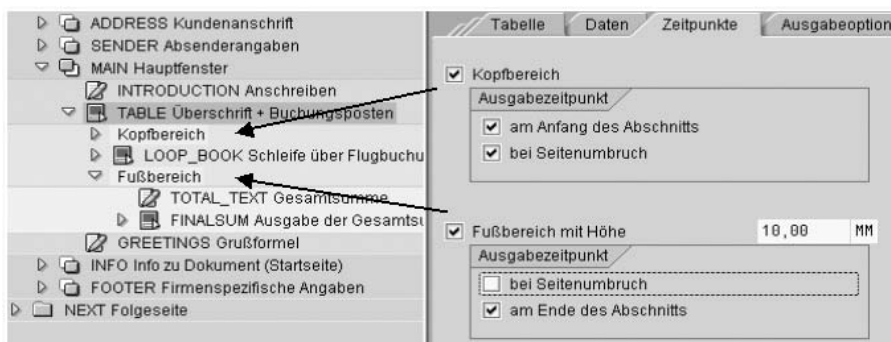 ADDRESS Kundenanschrift
SENDER Absenderangaben
MAIN Hauptfenster
INTRODUCTION Anschreiben
TABLE Überschrift + Buchungsposten
Kopfbereich
LOOP_BOOK Schleife über Flugbuchu
Fußbereich
TOTAL_TEXT Gesamtsumme
FINALSUM Ausgabe der Gesamtsu
GREETINGS Grußformel
INFO Info zu Dokument (Startseite)
FOOTER Firmenspezifische Angaben
NEXT Folgeseite
Tabelle Daten Zeitpunkte Ausgabeoption
Kopfbereich
Ausgabezeitpunkt
am Anfang des Abschnitts
bei Seitenumbruch
Fußbereich mit Höhe 10,00 MM
Ausgabezeitpunkt
bei Seitenumbruch
am Ende des Abschnitts